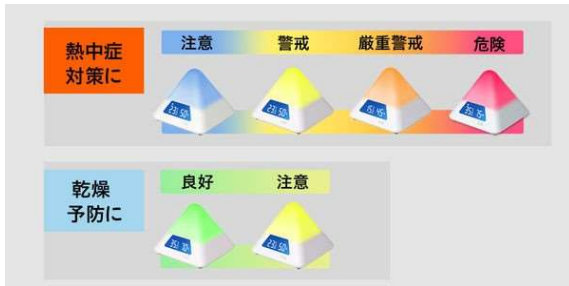 熱中症
対策に
注意 警戒 厳重警戒 危険
乾燥
予防に
良好 注意